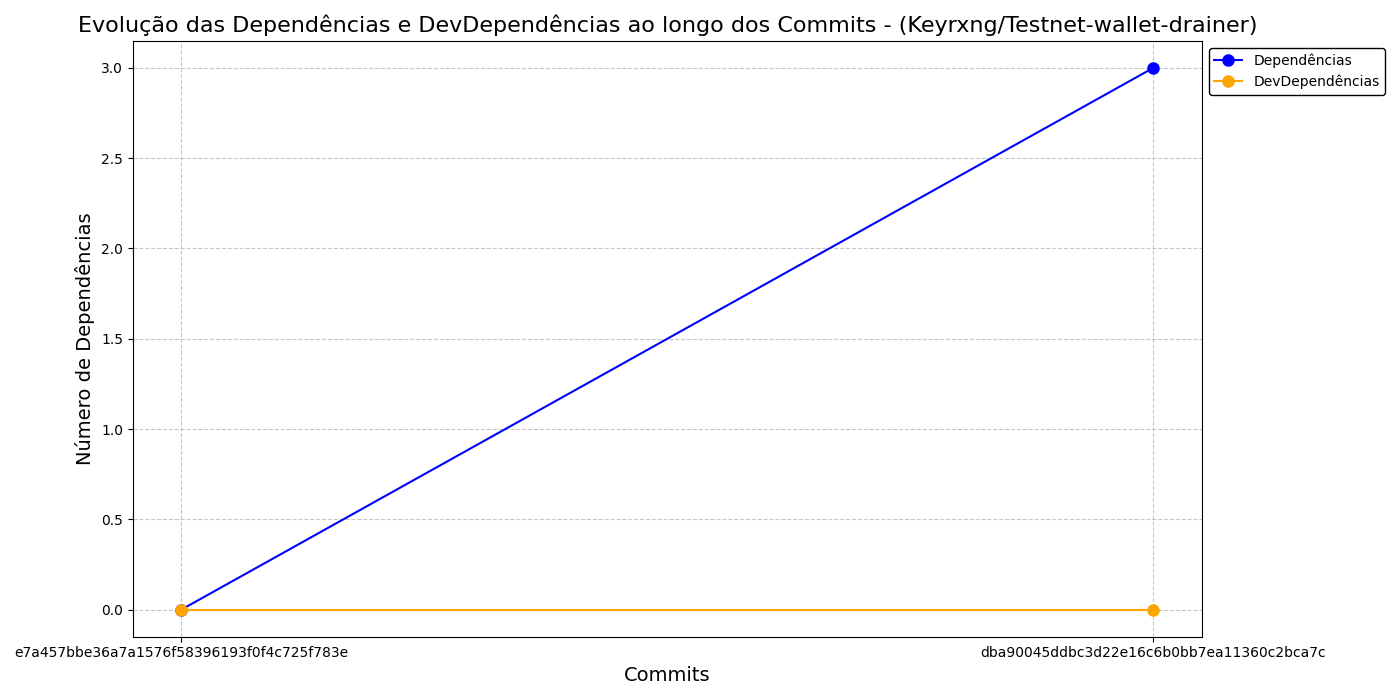 Evolução das Dependências e DevDependências ao longo dos Commits - (Keyrxng/Testnet-wallet-drainer)
Dependências
DevDependências
Número de Dependências
3.0
2.5
2.0
1.5
1.0
0.5
0.0
e7a457bbe36a7a1576f58396193f0f4c725f783e
dba90045ddbc3d22e16c6b0bb7ea11360c2bca7c
Commits